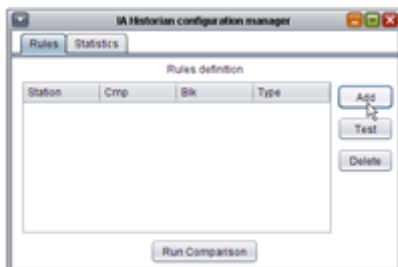 IA Historian configuration manager
Rules Statistics
Rules definition
Station Cmp Blk Type
Add
Test
Delete
Run Comparison